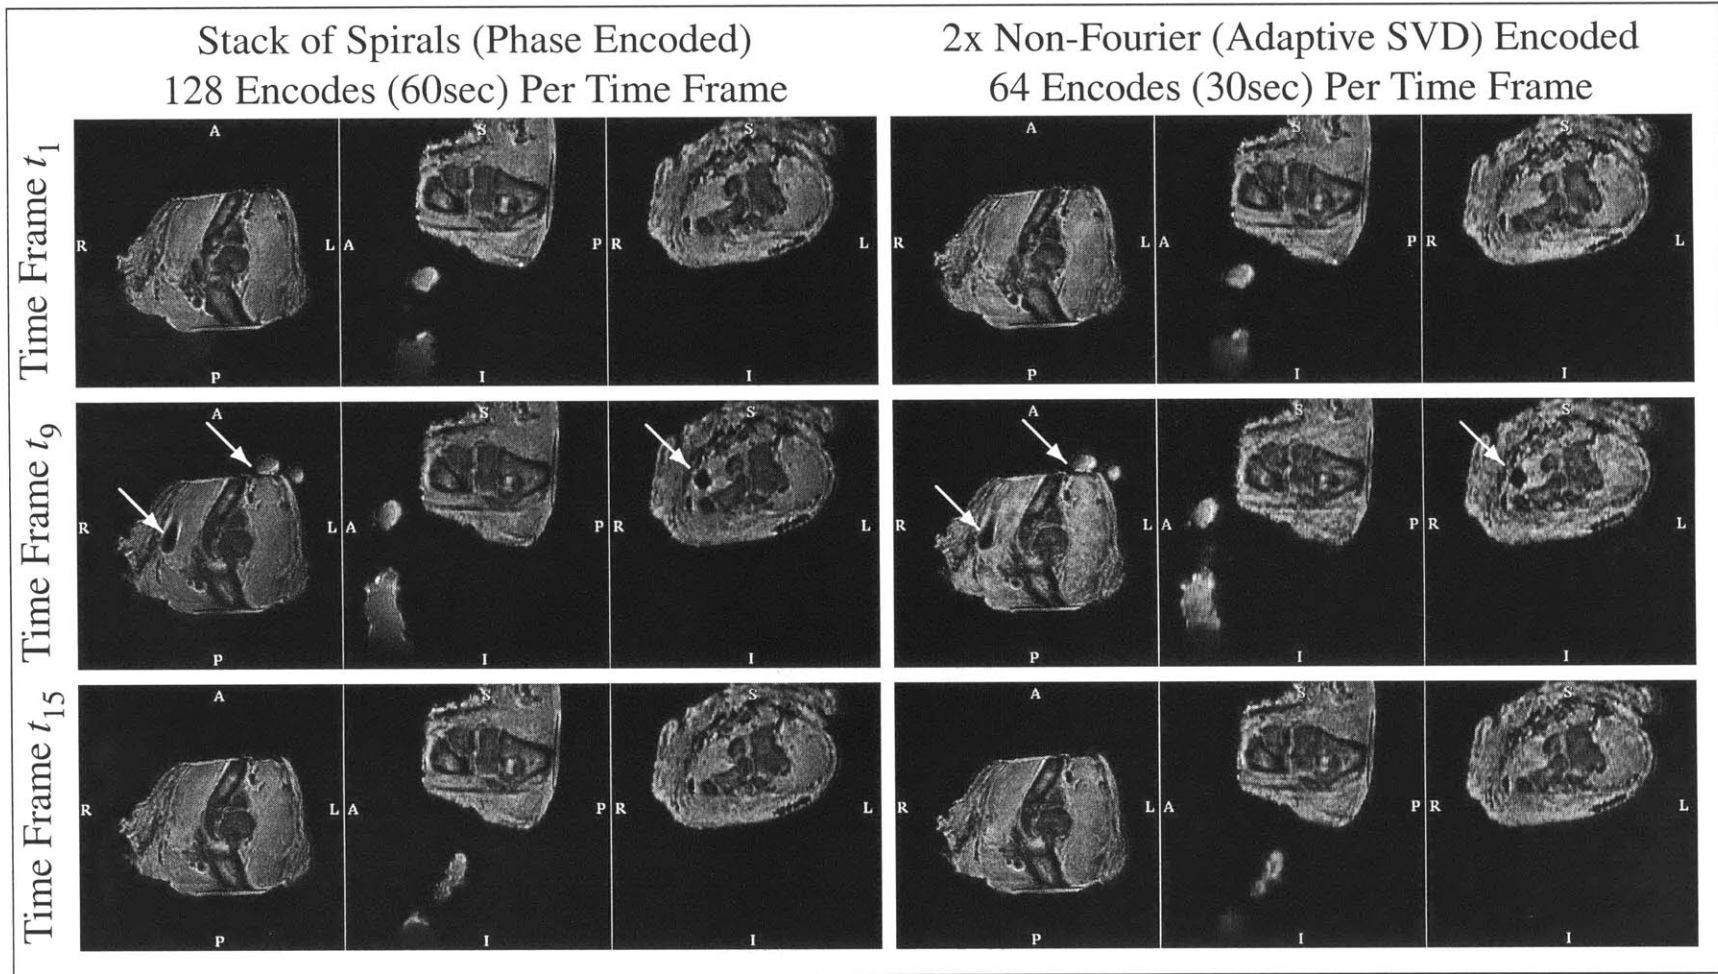 Stack of Spirals (Phase Encoded)
128 Encodes (60sec) Per Time Frame
2x Non-Fourier (Adaptive SVD) Encoded
64 Encodes (30sec) Per Time Frame
Time Frame t1
A S S
R L A P R L
P I I
A S S
R L A P R L
P I I
Time Frame t9
A S S
R L A P R L
P I I
A S S
R L A P R L
P I I
Time Frame t15
A S S
R L A P R L
P I I
A S S
R L A P R L
P I I